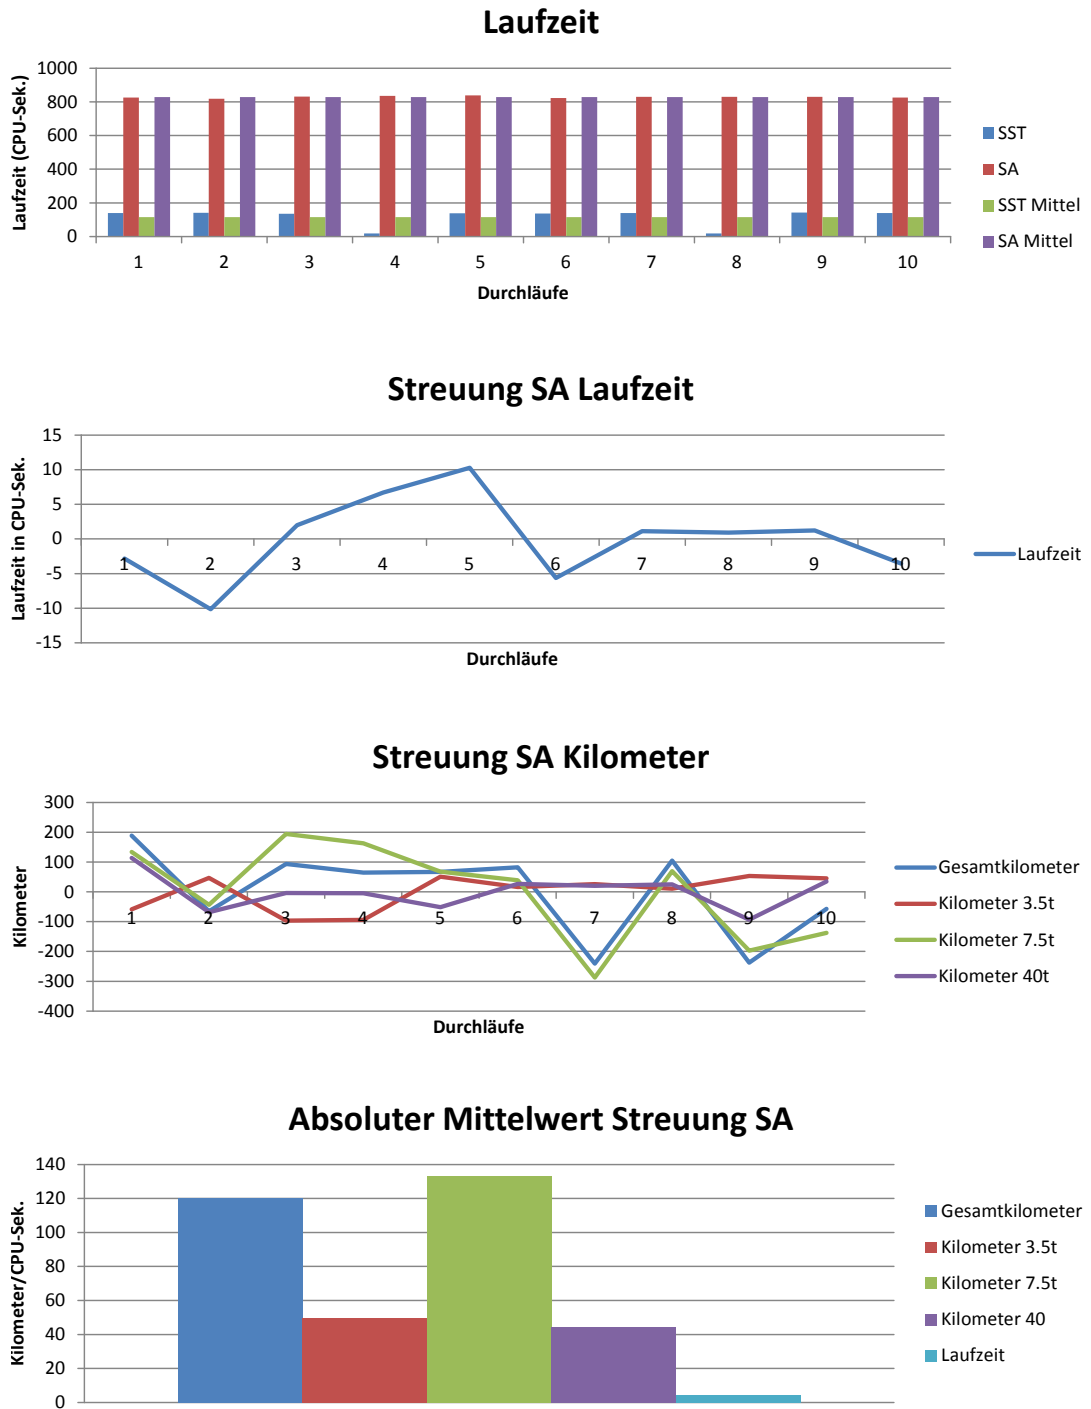 Laufzeit
Laufzeit (CPU-Sek.)
1000
800
600
400
200
0
1 2 3 4 5 6 7 8 9 10
Durchläufe
SST
SA
SST Mittel
SA Mittel
Streuung SA Laufzeit
Laufzeit in CPU-Sek.
15
10
5
0
-5
-10
-15
1 2 3 4 5 6 7 8 9 10
Durchläufe
Laufzeit
Streuung SA Kilometer
Kilometer
300
200
100
0
-100
-200
-300
-400
1 2 3 4 5 6 7 8 9 10
Durchläufe
Gesamtkilometer
Kilometer 3.5t
Kilometer 7.5t
Kilometer 40t
Absoluter Mittelwert Streuung SA
Kilometer/CPU-Sek.
140
120
100
80
60
40
20
0
Gesamtkilometer
Kilometer 3.5t
Kilometer 7.5t
Kilometer 40
Laufzeit